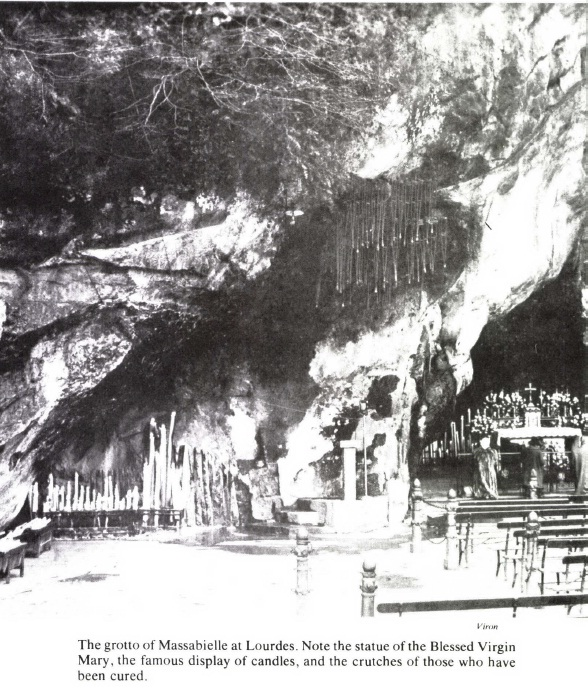 Viron
The grotto of Massabielle at Lourdes. Note the statue of the Blessed Virgin
Mary, the famous display of candles, and the crutches of those who have
been cured.